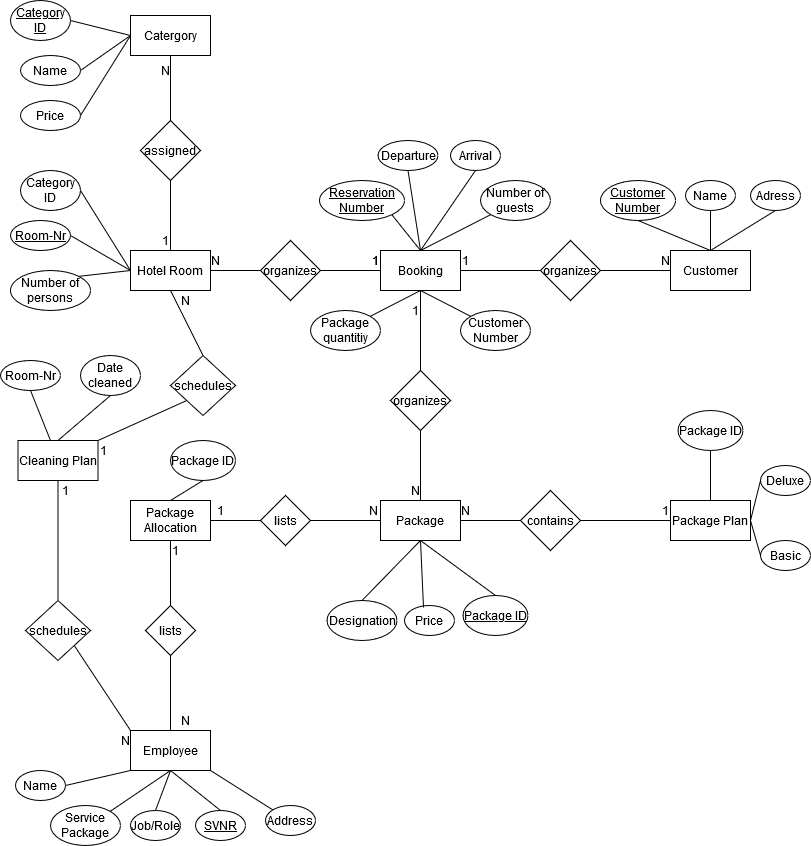 Category
ID
Catergory
Name
N
Price
assigned
Departure
Arrival
Category
ID
Reservation
Number
Number of
guests
Customer
Number
Name
Adress
Room-Nr
1
N
organizes
1
1
organizes
N
Hotel Room
Booking
Customer
Number of
persons
N
1
Package
quantitiy
Customer
Number
Room-Nr
Date
cleaned
schedules
organizes
Package ID
1
Cleaning Plan
Package ID
Deluxe
1
N
Package
Allocation
1
lists
N
Package
N
contains
1
Package Plan
1
Basic
Designation
Price
Package ID
schedules
lists
N
N
Employee
Name
Service
Package
Job/Role
SVNR
Address